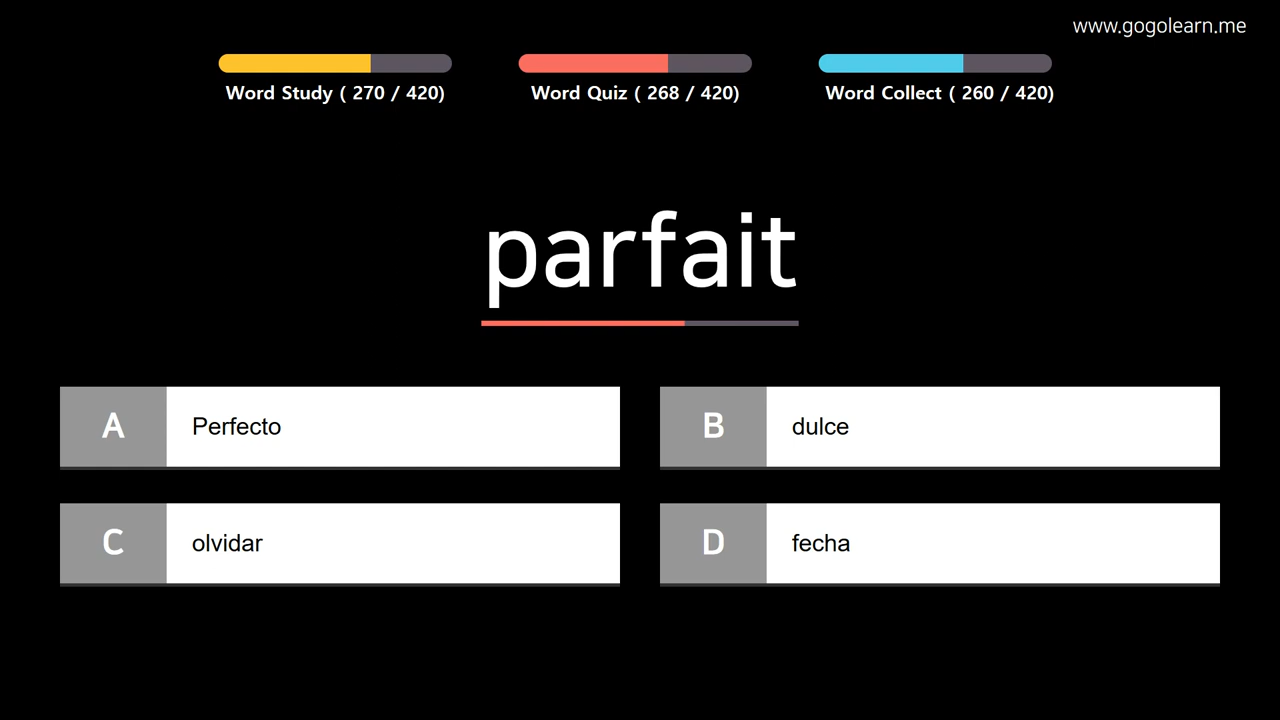 www.gogolearn.me
Word Study ( 270 / 420)
Word Quiz ( 268 / 420)
Word Collect ( 260 / 420)
parfait
A Perfecto
B dulce
C olvidar
D fecha